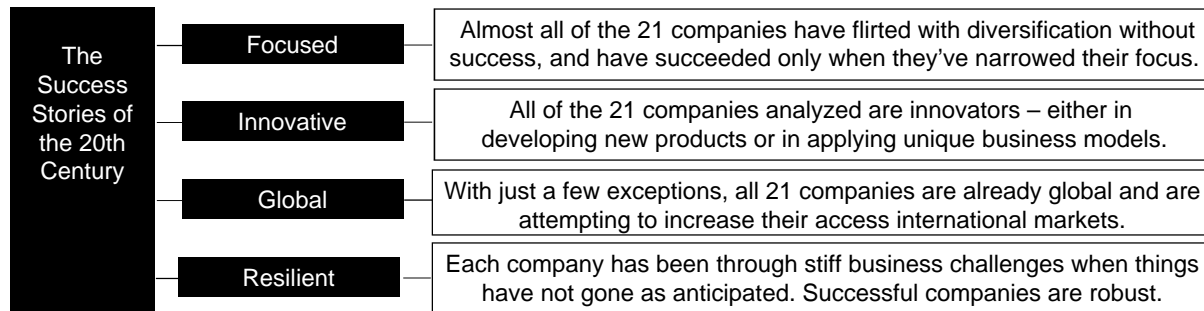 The
Success
Stories of
the 20th
Century
Focused
Almost all of the 21 companies have flirted with diversification without
success, and have succeeded only when they've narrowed their focus.
Innovative
All of the 21 companies analyzed are innovators – either in
developing new products or in applying unique business models.
Global
With just a few exceptions, all 21 companies are already global and are
attempting to increase their access international markets.
Resilient
Each company has been through stiff business challenges when things
have not gone as anticipated. Successful companies are robust.